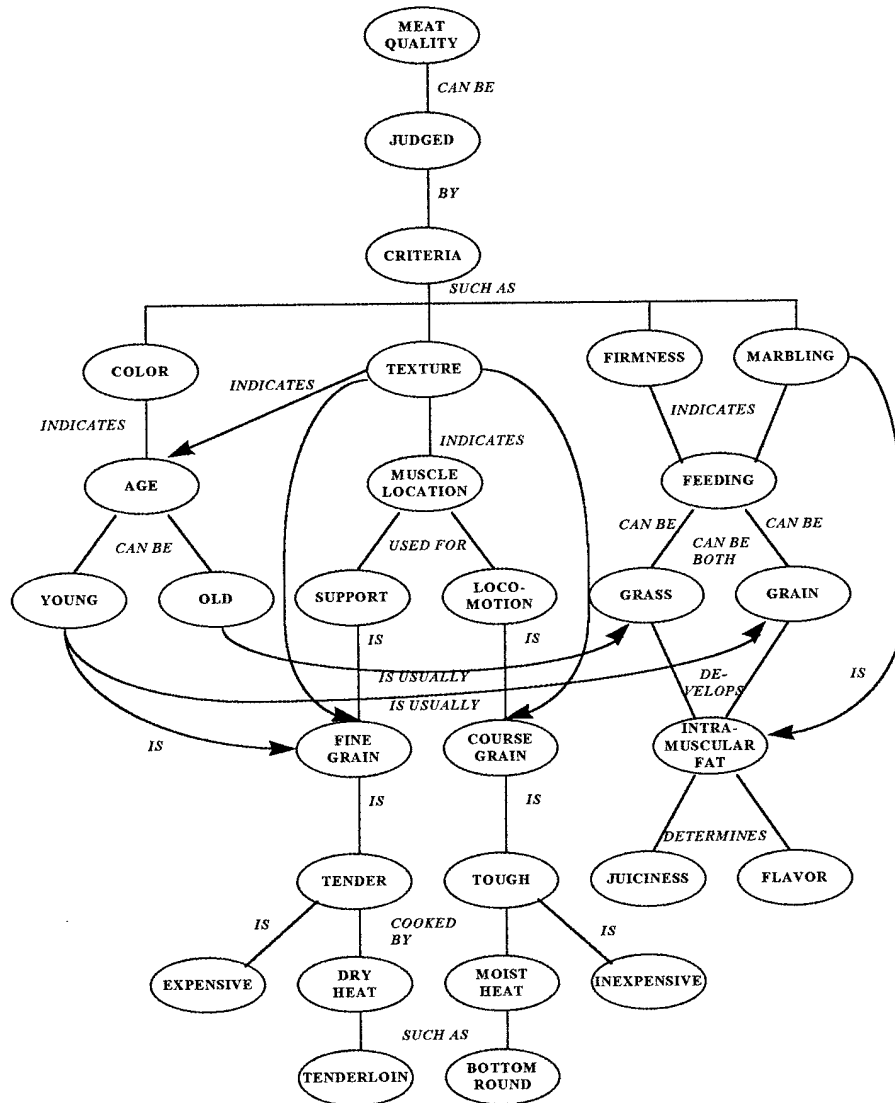 MEAT
QUALITY
CAN BE
JUDGED
BY
CRITERIA
SUCH AS
COLOR
TEXTURE
FIRMNESS
MARBLING
INDICATES
INDICATES
INDICATES
INDICATES
AGE
MUSCLE
LOCATION
FEEDING
CAN BE
USED FOR
CAN BE
CAN BE
BOTH
CAN BE
YOUNG
OLD
SUPPORT
LOCO-
MOTION
GRASS
GRAIN
IS
IS
IS USUALLY
IS USUALLY
DE-
VELOPS
IS
IS
FINE
GRAIN
COURSE
GRAIN
INTRA-
MUSCULAR
FAT
IS
IS
DETERMINES
TENDER
TOUGH
JUICINESS
FLAVOR
IS
COOKED
BY
IS
EXPENSIVE
DRY
HEAT
MOIST
HEAT
INEXPENSIVE
SUCH AS
TENDERLOIN
BOTTOM
ROUND